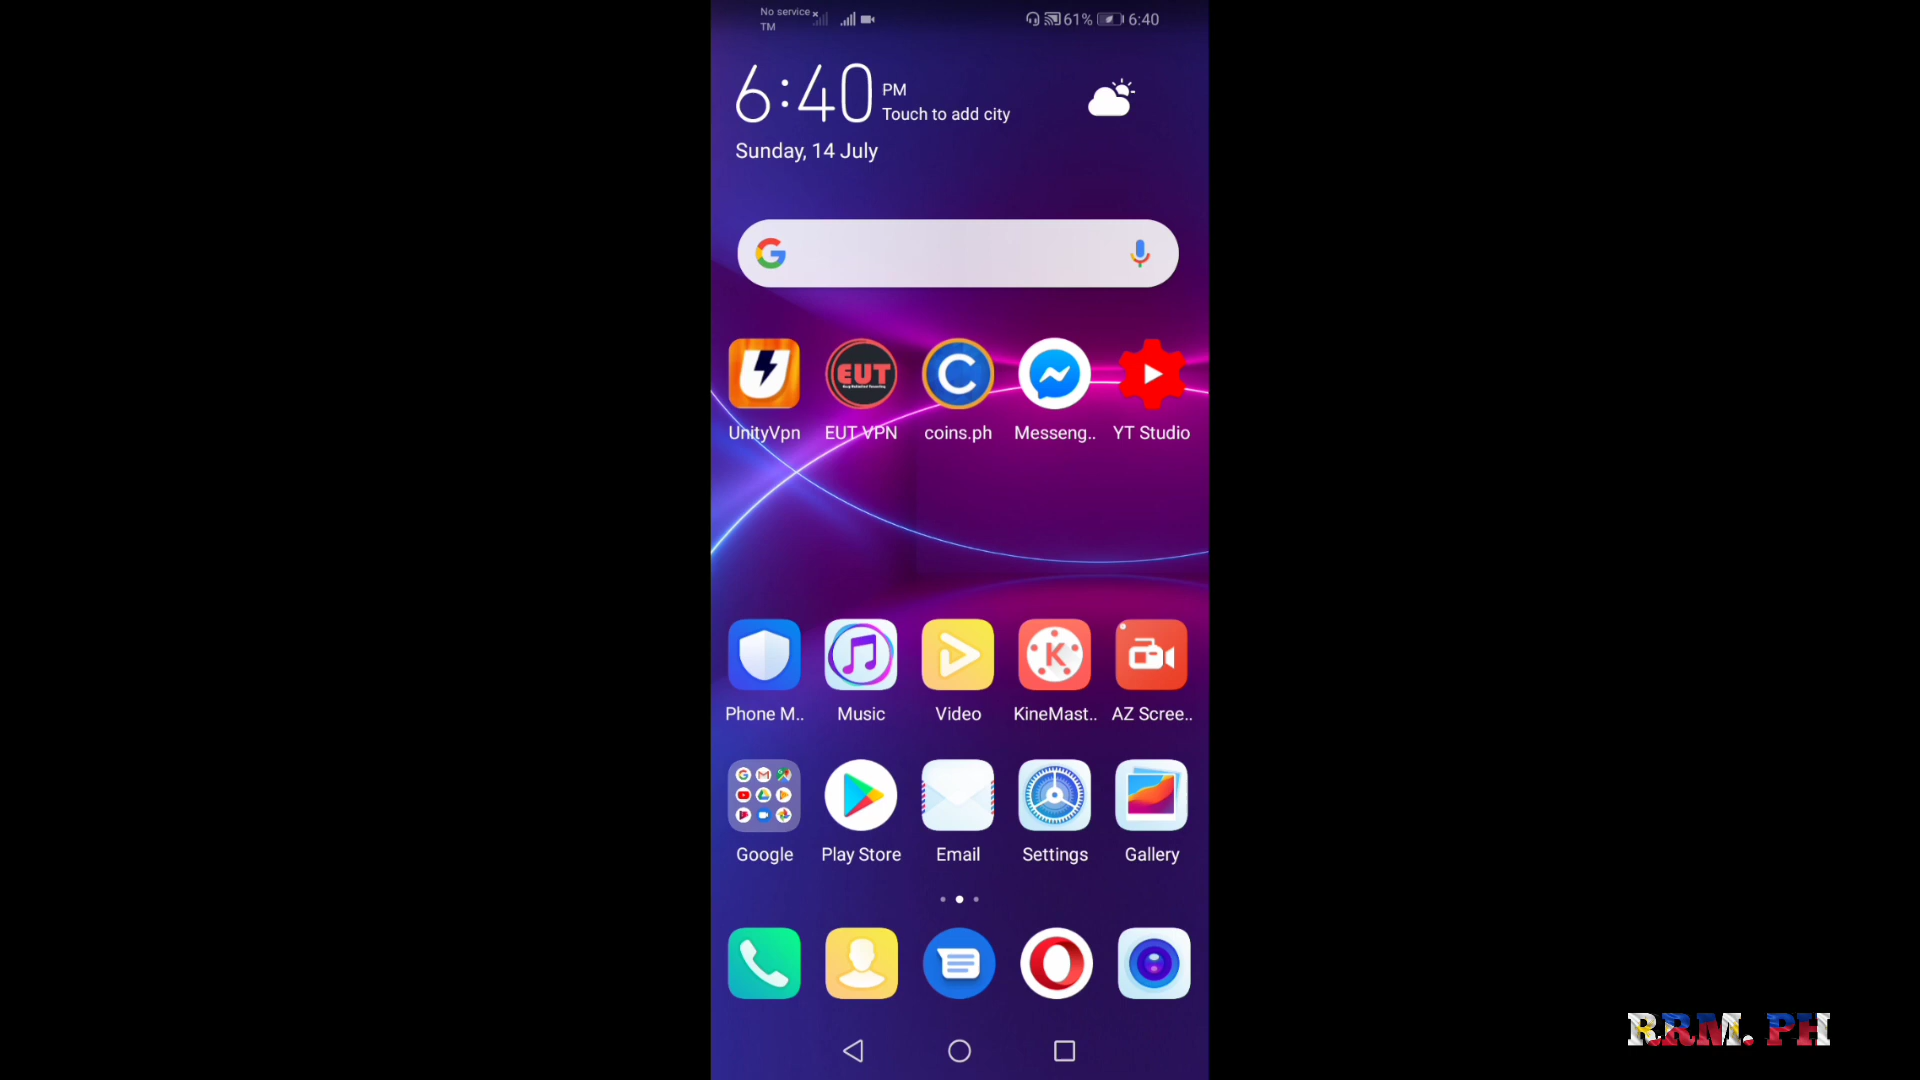 No service
TM
61% 6:40
6:40 PM
Touch to add city
Sunday, 14 July
EUT
UnityVpn EUT VPN coins.ph Messeng.. YT Studio
K
Phone M.. Music Video KineMast.. AZ Scree..
Google Play Store Email Settings Gallery
R.R.M. PH